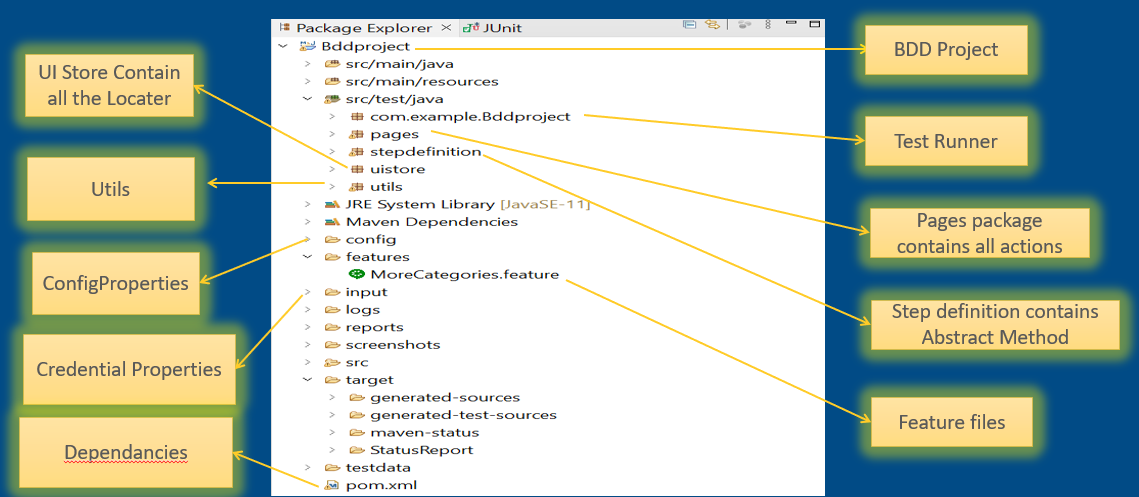 Package Explorer
JUnit
Bddproject
src/main/java
src/main/resources
src/test/java
com.example.Bddproject
pages
stepdefinition
uistore
utils
JRE System Library [JavaSE-11]
Maven Dependencies
config
features
MoreCategories.feature
input
logs
reports
screenshots
src
target
generated-sources
generated-test-sources
maven-status
StatusReport
testdata
pom.xml
UI Store Contain
all the Locater
Utils
ConfigProperties
Credential Properties
Dependancies
BDD Project
Test Runner
Pages package
contains all actions
Step definition contains
Abstract Method
Feature files